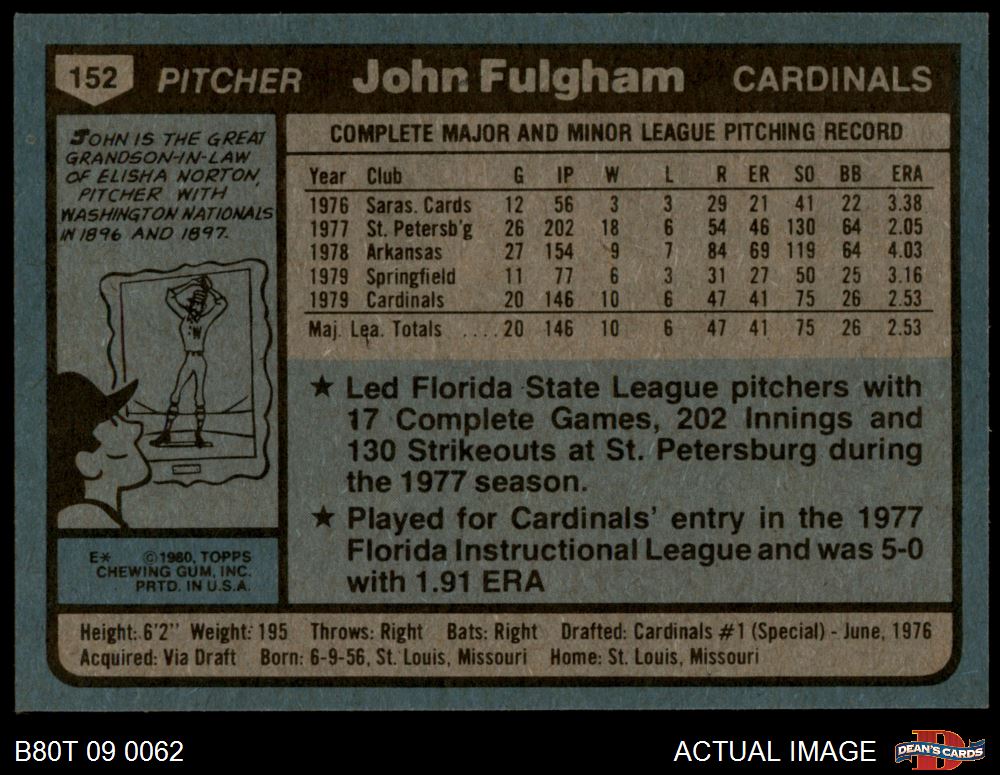 152 PITCHER John Fulgham CARDINALS
JOHN IS THE GREAT
GRANDSON-IN-LAW
OF ELISHA NORTON,
PITCHER WITH
WASHINGTON NATIONALS
IN 1896 AND 1897.
COMPLETE MAJOR AND MINOR LEAGUE PITCHING RECORD
Year Club G IP W L R ER SO BB ERA
1976 Saras. Cards 12 56 3 3 29 21 41 22 3.38
1977 St. Petersb'g 26 202 18 6 54 46 130 64 2.05
1978 Arkansas 27 154 9 7 84 69 119 64 4.03
1979 Springfield 11 77 6 3 31 27 50 25 3.16
1979 Cardinals 20 146 10 6 47 41 75 26 2.53
Maj. Lea. Totals ....20 146 10 6 47 41 75 26 2.53
★ Led Florida State League pitchers with
17 Complete Games, 202 Innings and
130 Strikeouts at St. Petersburg during
the 1977 season.
★ Played for Cardinals' entry in the 1977
Florida Instructional League and was 5-0
with 1.91 ERA
W
E* ©1980, TOPPS
CHEWING GUM, INC.
PRTD. IN U.S.A.
Height: 6'2" Weight: 195 Throws: Right Bats: Right Drafted: Cardinals #1 (Special) - June, 1976
Acquired: Via Draft Born: 6-9-56, St. Louis, Missouri Home: St. Louis, Missouri
B80T 09 0062 ACTUAL IMAGE
D
DEAN'S CARDS